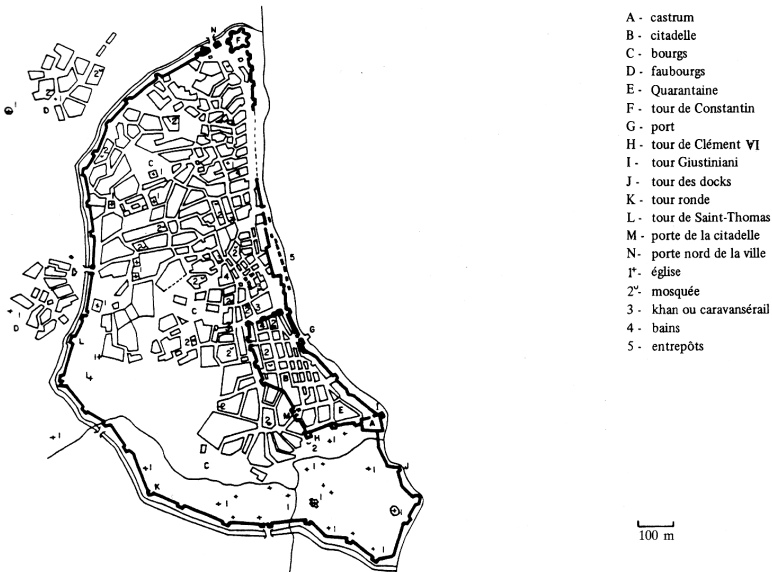 A - castrum
B - citadelle
C - bourgs
D - faubourgs
E - Quarantaine
F - tour de Constantin
G - port
H - tour de Clément VI
I - tour Giustiniani
J - tour des docks
K - tour ronde
L - tour de Saint-Thomas
M - porte de la citadelle
N - porte nord de la ville
1+- église
2ᴗ- mosquée
3 - khan ou caravansérail
4 - bains
5 - entrepôts
100 m
N
F
D
C
5
D
L
C
G
B
M
E
A
H
C
J
K